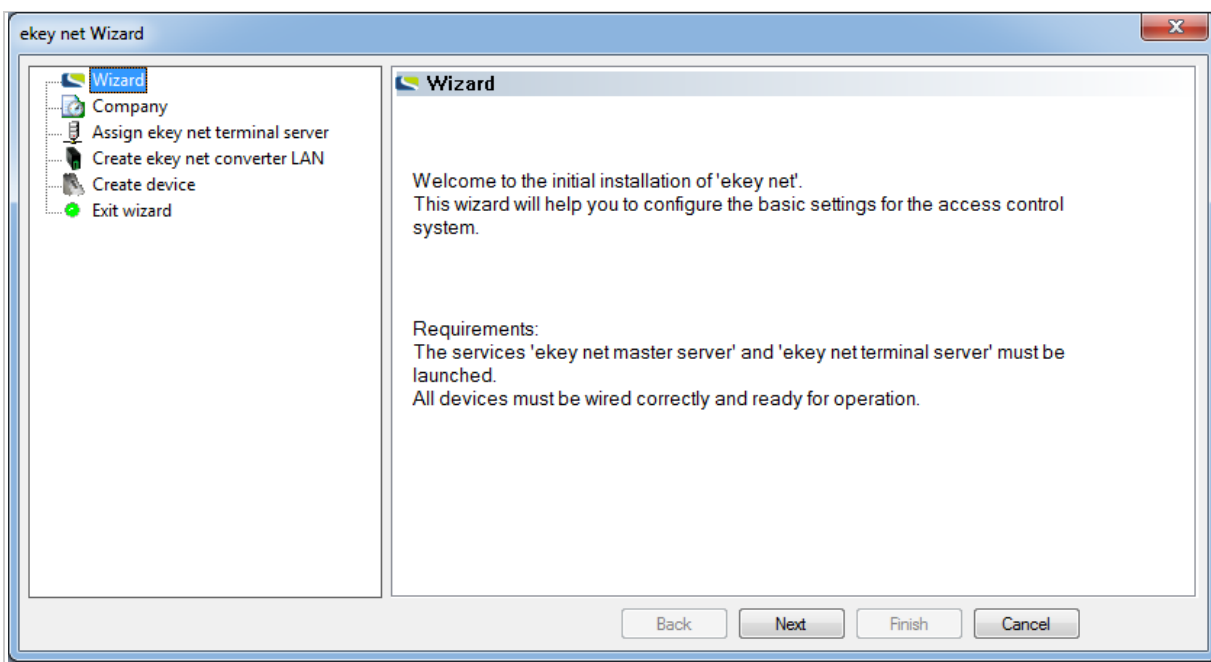 ekey net Wizard
Wizard
Company
Assign ekey net terminal server
Create ekey net converter LAN
Create device
Exit wizard
Wizard
Welcome to the initial installation of 'ekey net'.
This wizard will help you to configure the basic settings for the access control
system.
Requirements:
The services 'ekey net master server' and 'ekey net terminal server' must be
launched.
All devices must be wired correctly and ready for operation.
Back Next Finish Cancel